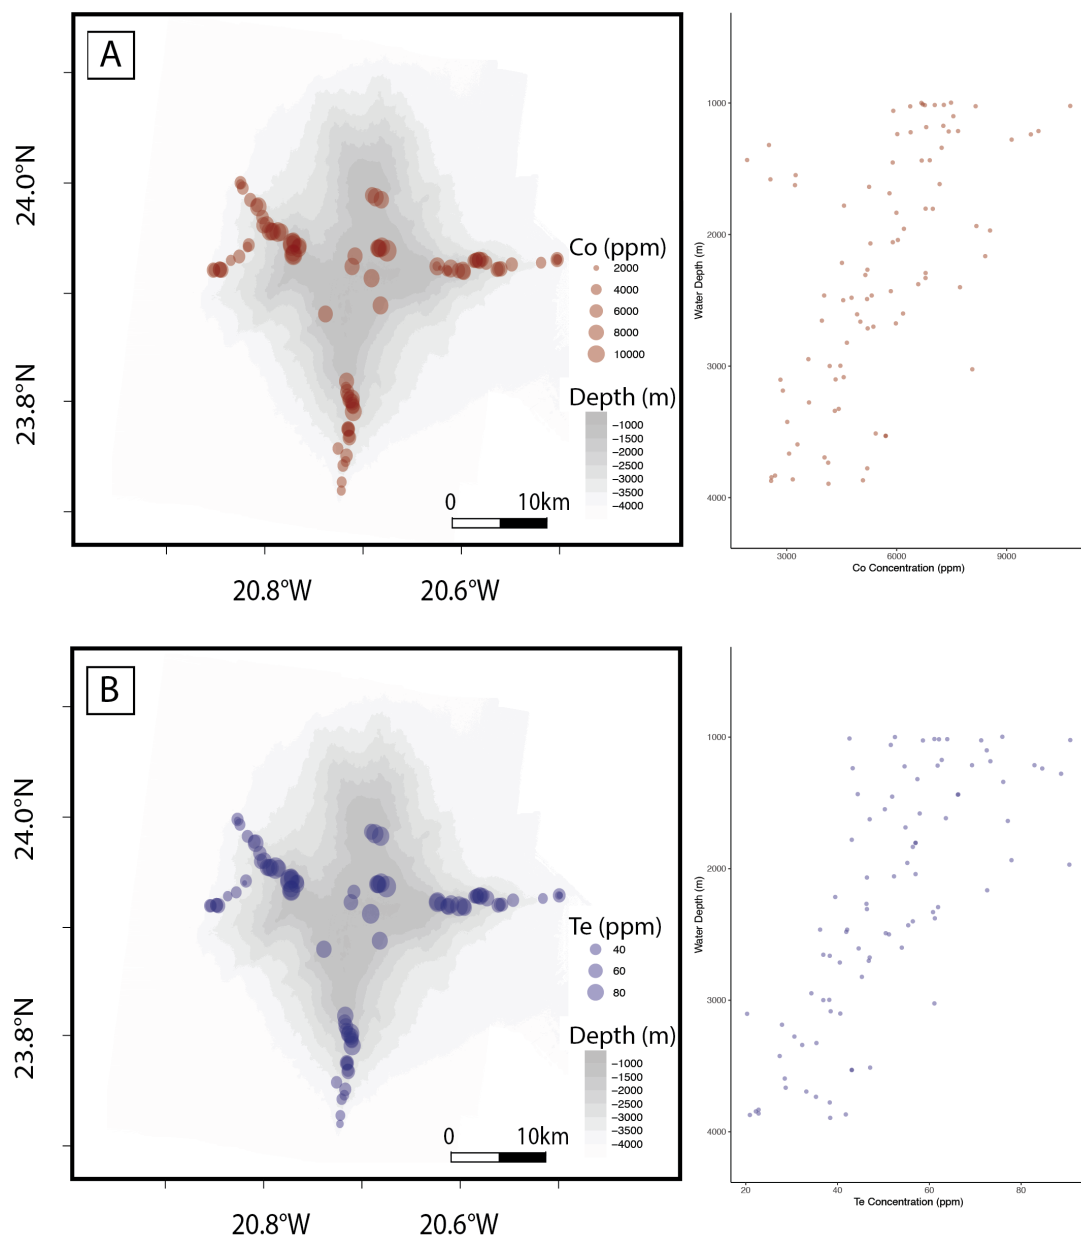 A
24.0°N
23.8°N
20.8°W
20.6°W
Co (ppm)
2000
4000
6000
8000
10000
Depth (m)
−1000
−1500
−2000
−2500
−3000
−3500
−4000
0 10km
1000
2000
3000
4000
Water Depth (m)
3000 6000 9000
Co Concentration (ppm)
B
24.0°N
23.8°N
20.8°W
20.6°W
Te (ppm)
40
60
80
Depth (m)
−1000
−1500
−2000
−2500
−3000
−3500
−4000
0 10km
1000
2000
3000
4000
Water Depth (m)
20 40 60 80
Te Concentration (ppm)